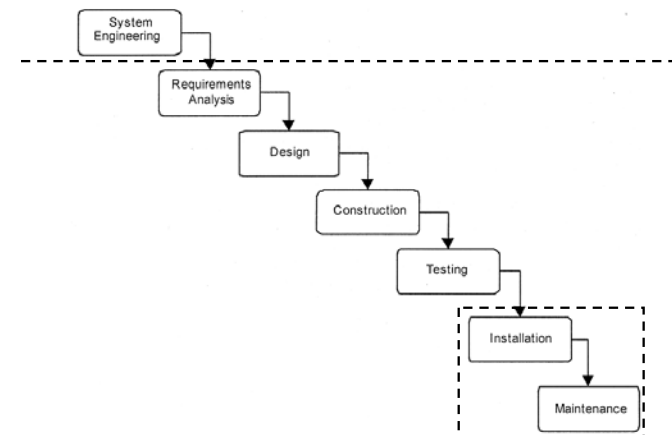 System
Engineering
Requirements
Analysis
Design
Construction
Testing
Installation
Maintenance